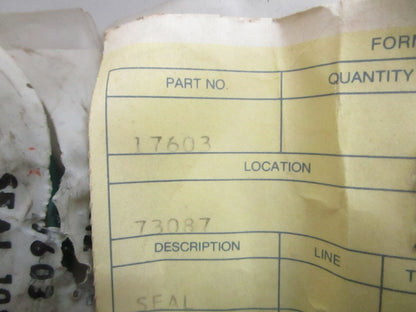 FORM
PART NO. QUANTITY
17603
LOCATION
73087
DESCRIPTION LINE
SEAL
603
SEAL